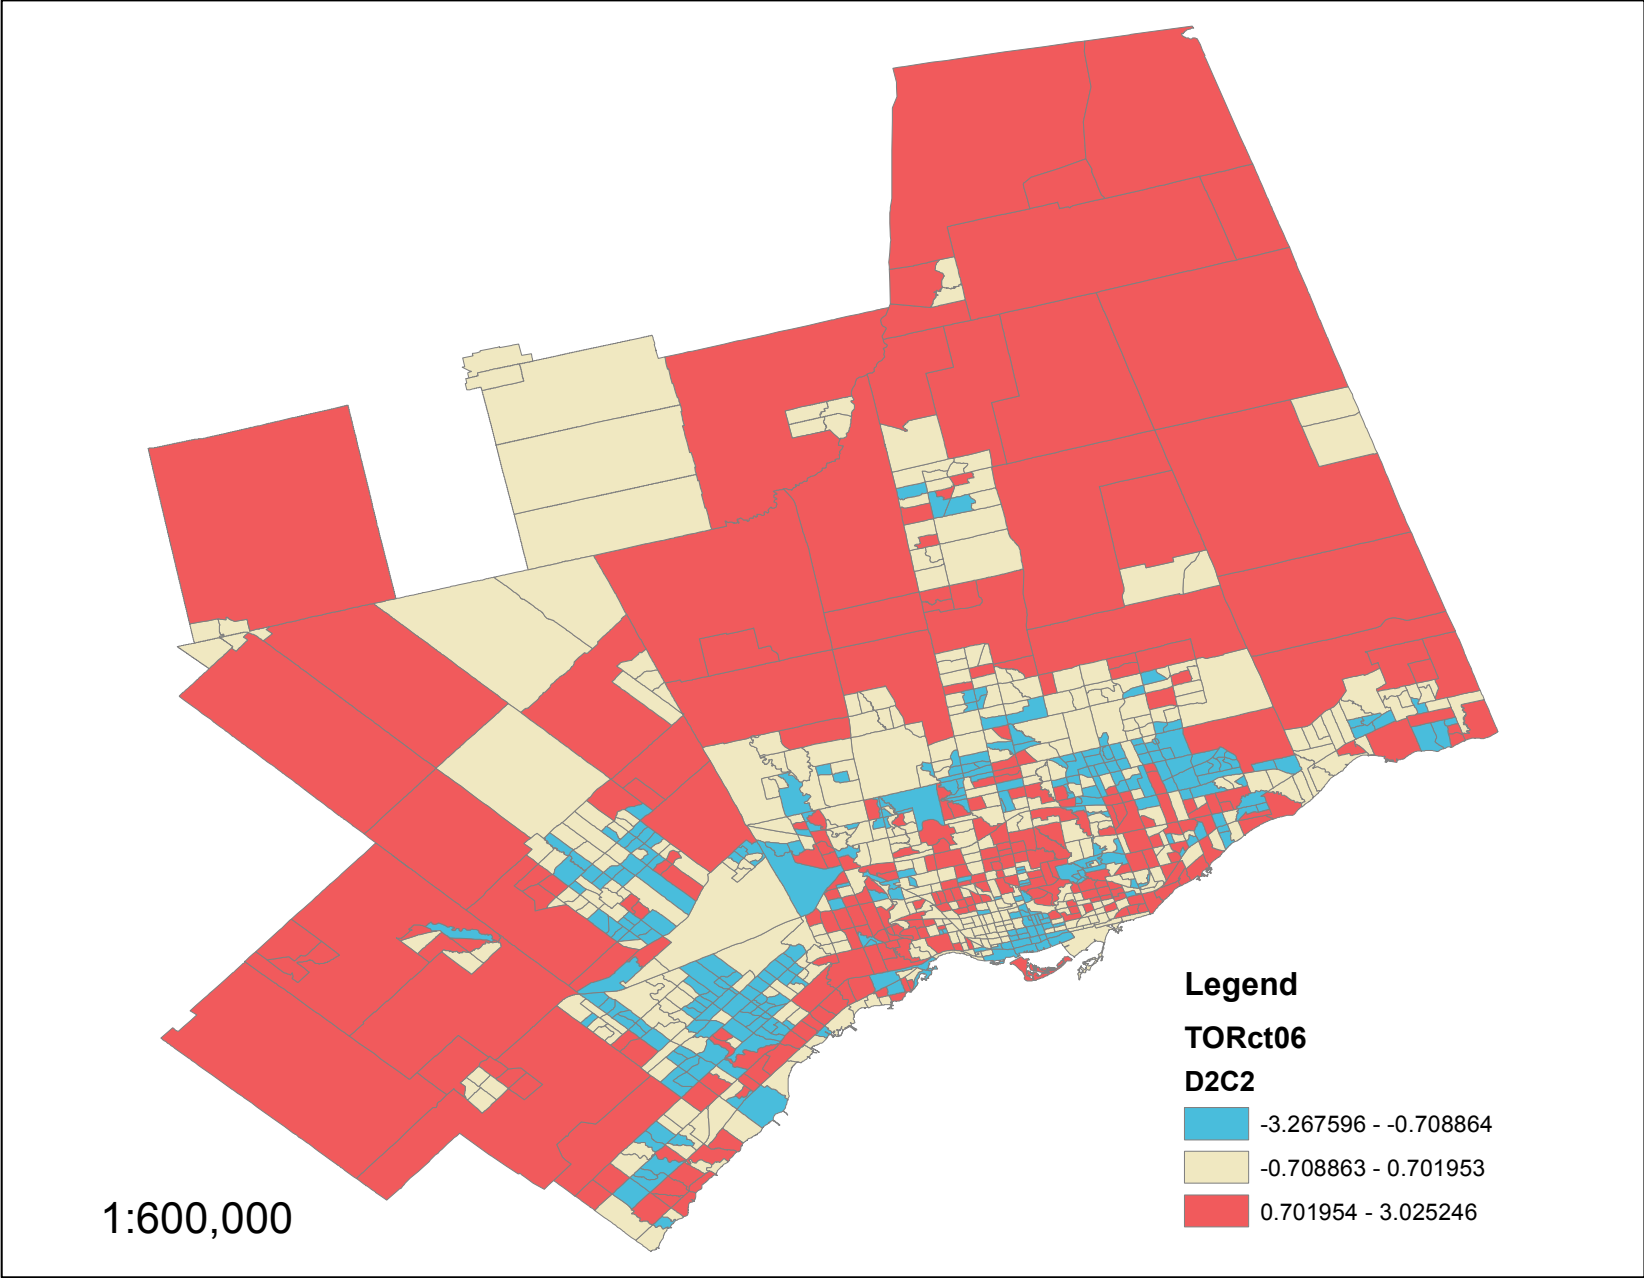 Legend
TORct06
D2C2
-3.267596 - -0.708864
-0.708863 - 0.701953
0.701954 - 3.025246
1:600,000